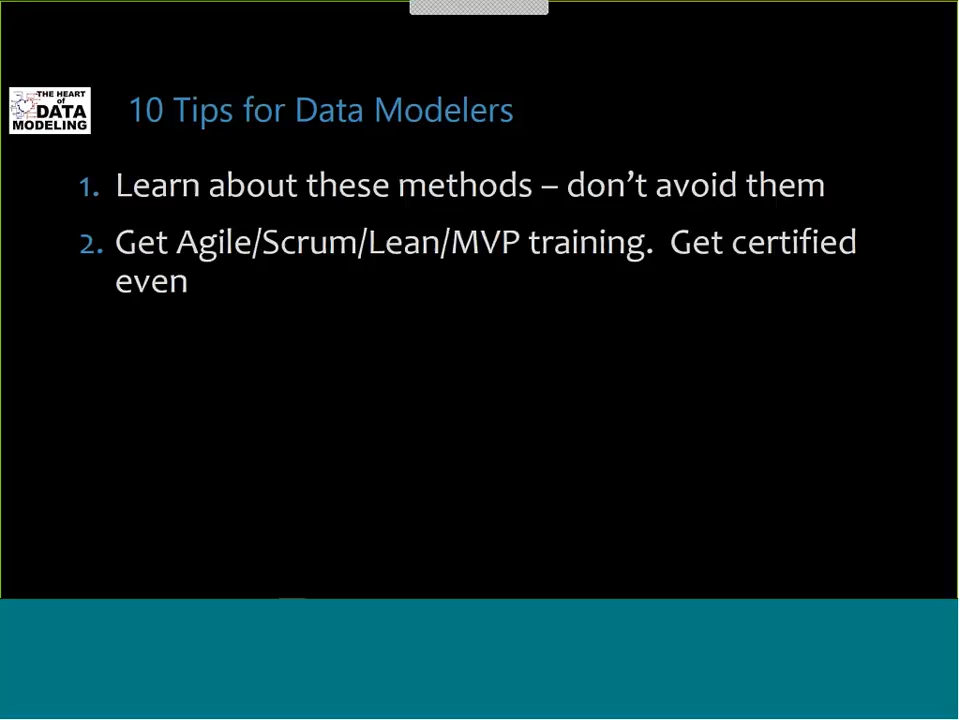 THE HEART
of
DATA
MODELING
10 Tips for Data Modelers
1. Learn about these methods – don’t avoid them
2. Get Agile/Scrum/Lean/MVP training.  Get certified
even